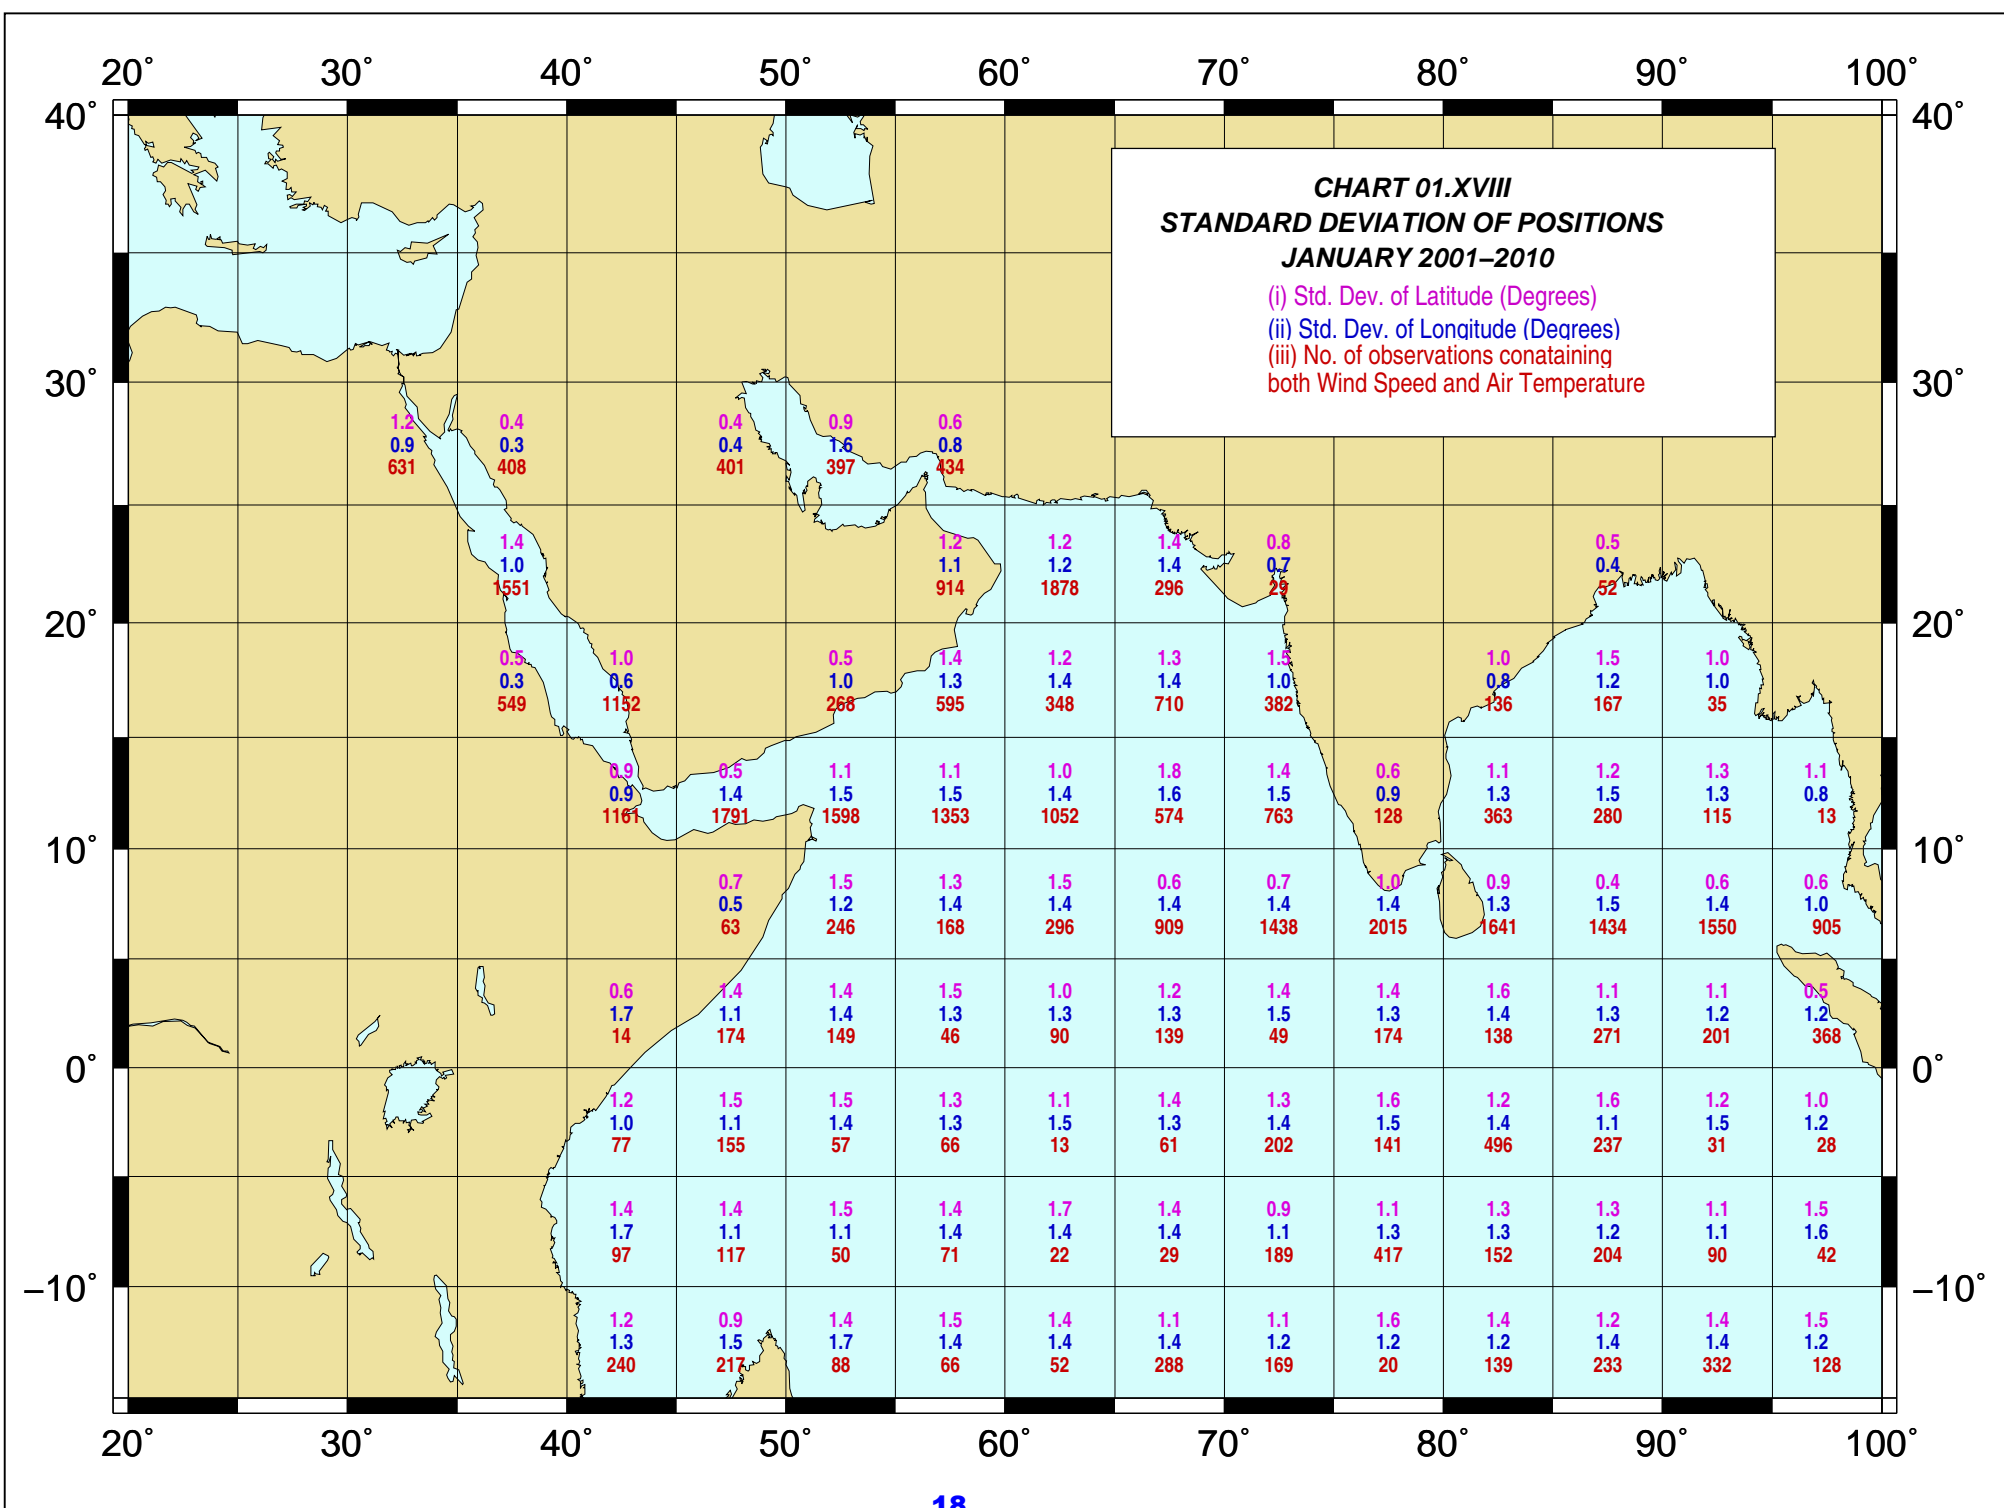 20° 30° 40° 50° 60° 70° 80° 90° 100°
40° 40°
CHART 01.XVIII
STANDARD DEVIATION OF POSITIONS
JANUARY 2001–2010
(i) Std. Dev. of Latitude (Degrees)
(ii) Std. Dev. of Longitude (Degrees)
(iii) No. of observations conataining
both Wind Speed and Air Temperature
30° 30°
1.2 0.4 0.4 0.9 0.6
0.9 0.3 0.4 1.6 0.8
631 408 401 397 434
1.4 1.2 1.2 1.4 0.8 0.5
1.0 1.1 1.2 1.4 0.7 0.4
1551 914 1878 296 29 52
20° 20°
0.5 1.0 0.5 1.4 1.2 1.3 1.5 1.0 1.5 1.0
0.3 0.6 1.0 1.3 1.4 1.4 1.0 0.8 1.2 1.0
549 1152 268 595 348 710 382 136 167 35
0.9 0.5 1.1 1.1 1.0 1.8 1.4 0.6 1.1 1.2 1.3 1.1
0.9 1.4 1.5 1.5 1.4 1.6 1.5 0.9 1.3 1.5 1.3 0.8
1161 1791 1598 1353 1052 574 763 128 363 280 115 13
10° 10°
0.7 1.5 1.3 1.5 0.6 0.7 1.0 0.9 0.4 0.6 0.6
0.5 1.2 1.4 1.4 1.4 1.4 1.4 1.3 1.5 1.4 1.0
63 246 168 296 909 1438 2015 1641 1434 1550 905
0.6 1.4 1.4 1.5 1.0 1.2 1.4 1.4 1.6 1.1 1.1 0.5
1.7 1.1 1.4 1.3 1.3 1.3 1.5 1.3 1.4 1.3 1.2 1.2
14 174 149 46 90 139 49 174 138 271 201 368
0° 0°
1.2 1.5 1.5 1.3 1.1 1.4 1.3 1.6 1.2 1.6 1.2 1.0
1.0 1.1 1.4 1.3 1.5 1.3 1.4 1.5 1.4 1.1 1.5 1.2
77 155 57 66 13 61 202 141 496 237 31 28
1.4 1.4 1.5 1.4 1.7 1.4 0.9 1.1 1.3 1.3 1.1 1.5
1.7 1.1 1.1 1.4 1.4 1.4 1.1 1.3 1.3 1.2 1.1 1.6
97 117 50 71 22 29 189 417 152 204 90 42
−10° −10°
1.2 0.9 1.4 1.5 1.4 1.1 1.1 1.6 1.4 1.2 1.4 1.5
1.3 1.5 1.7 1.4 1.4 1.4 1.2 1.2 1.2 1.4 1.4 1.2
240 217 88 66 52 288 169 20 139 233 332 128
20° 30° 40° 50° 60° 70° 80° 90° 100°
18